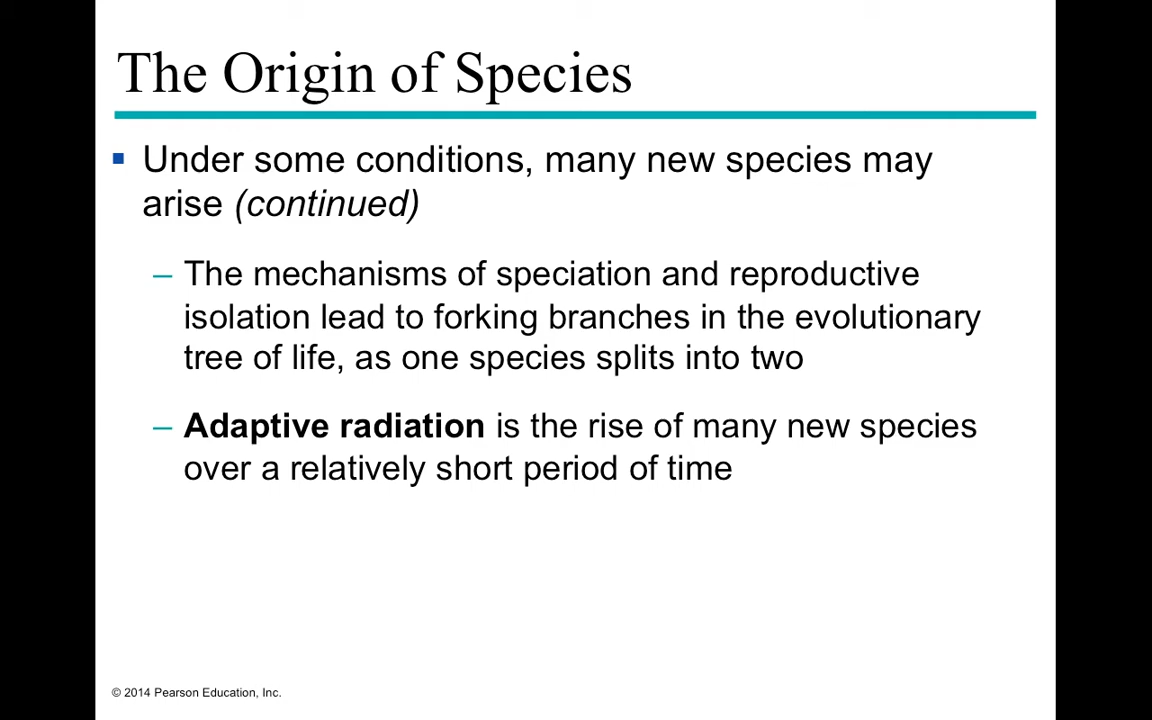 The Origin of Species
▪ Under some conditions, many new species may
arise (continued)
– The mechanisms of speciation and reproductive
isolation lead to forking branches in the evolutionary
tree of life, as one species splits into two
– Adaptive radiation is the rise of many new species
over a relatively short period of time
© 2014 Pearson Education, Inc.